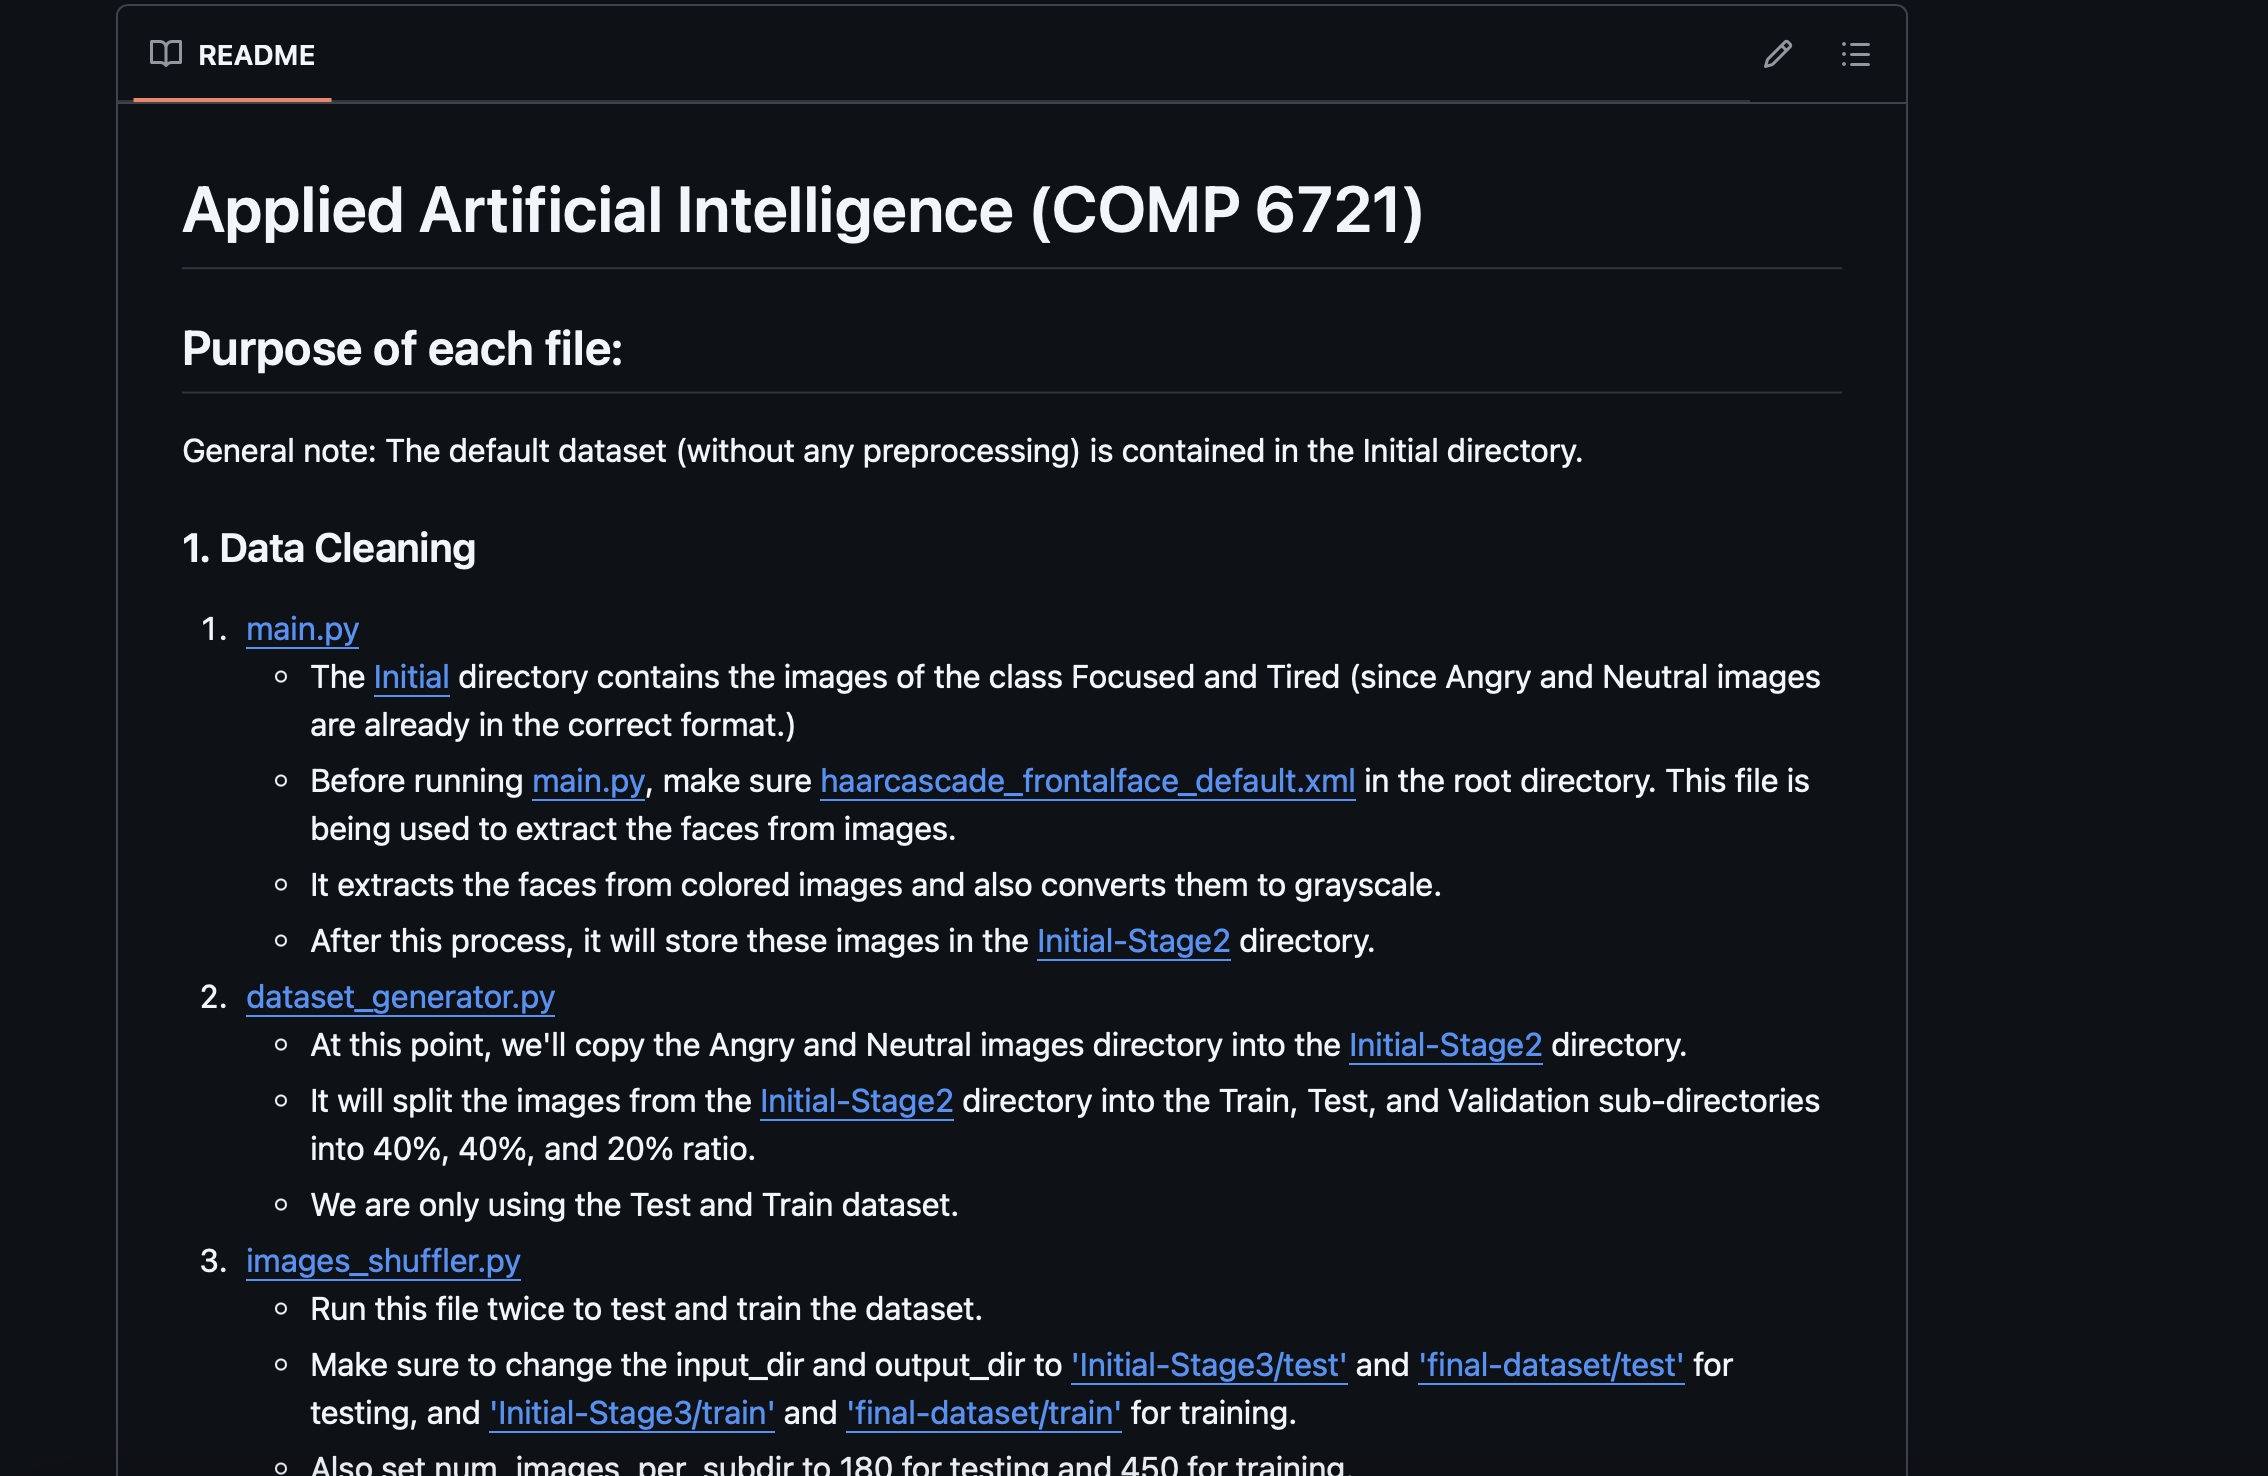 README
Applied Artificial Intelligence (COMP 6721)
Purpose of each file:
General note: The default dataset (without any preprocessing) is contained in the Initial directory.
1. Data Cleaning
1. main.py
The Initial directory contains the images of the class Focused and Tired (since Angry and Neutral images
are already in the correct format.)
Before running main.py, make sure haarcascade_frontalface_default.xml in the root directory. This file is
being used to extract the faces from images.
It extracts the faces from colored images and also converts them to grayscale.
After this process, it will store these images in the Initial-Stage2 directory.
2. dataset_generator.py
At this point, we'll copy the Angry and Neutral images directory into the Initial-Stage2 directory.
It will split the images from the Initial-Stage2 directory into the Train, Test, and Validation sub-directories
into 40%, 40%, and 20% ratio.
We are only using the Test and Train dataset.
3. images_shuffler.py
Run this file twice to test and train the dataset.
Make sure to change the input_dir and output_dir to 'Initial-Stage3/test' and 'final-dataset/test' for
testing, and 'Initial-Stage3/train' and 'final-dataset/train' for training.
Also set num_images_per_subdir to 180 for testing and 450 for training.